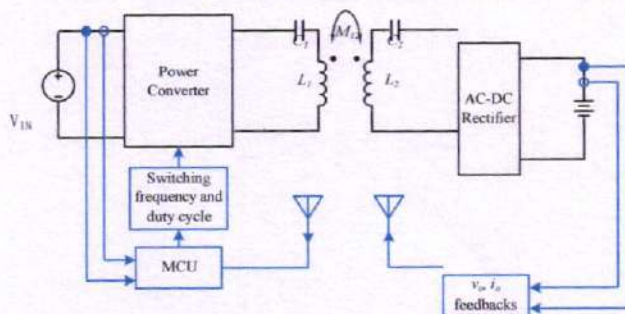 C1
M12
C2
Power
Converter
L1
L2
AC-DC
Rectifier
VIN
Switching
frequency and
duty cycle
MCU
vo, io
feedbacks